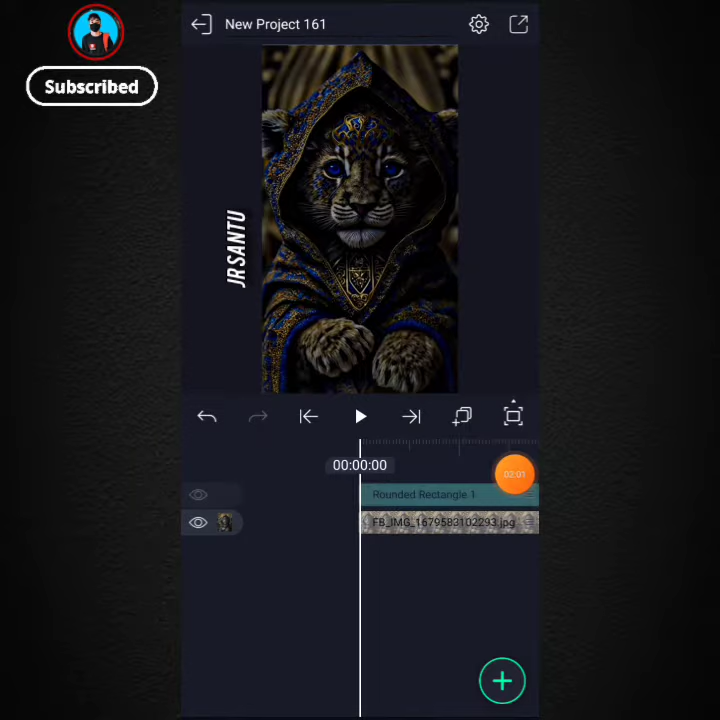 New Project 161
Subscribed
JRSANTU
00:00:00
02:01
Rounded Rectangle 1
FB_IMG_1679583102293.jpg